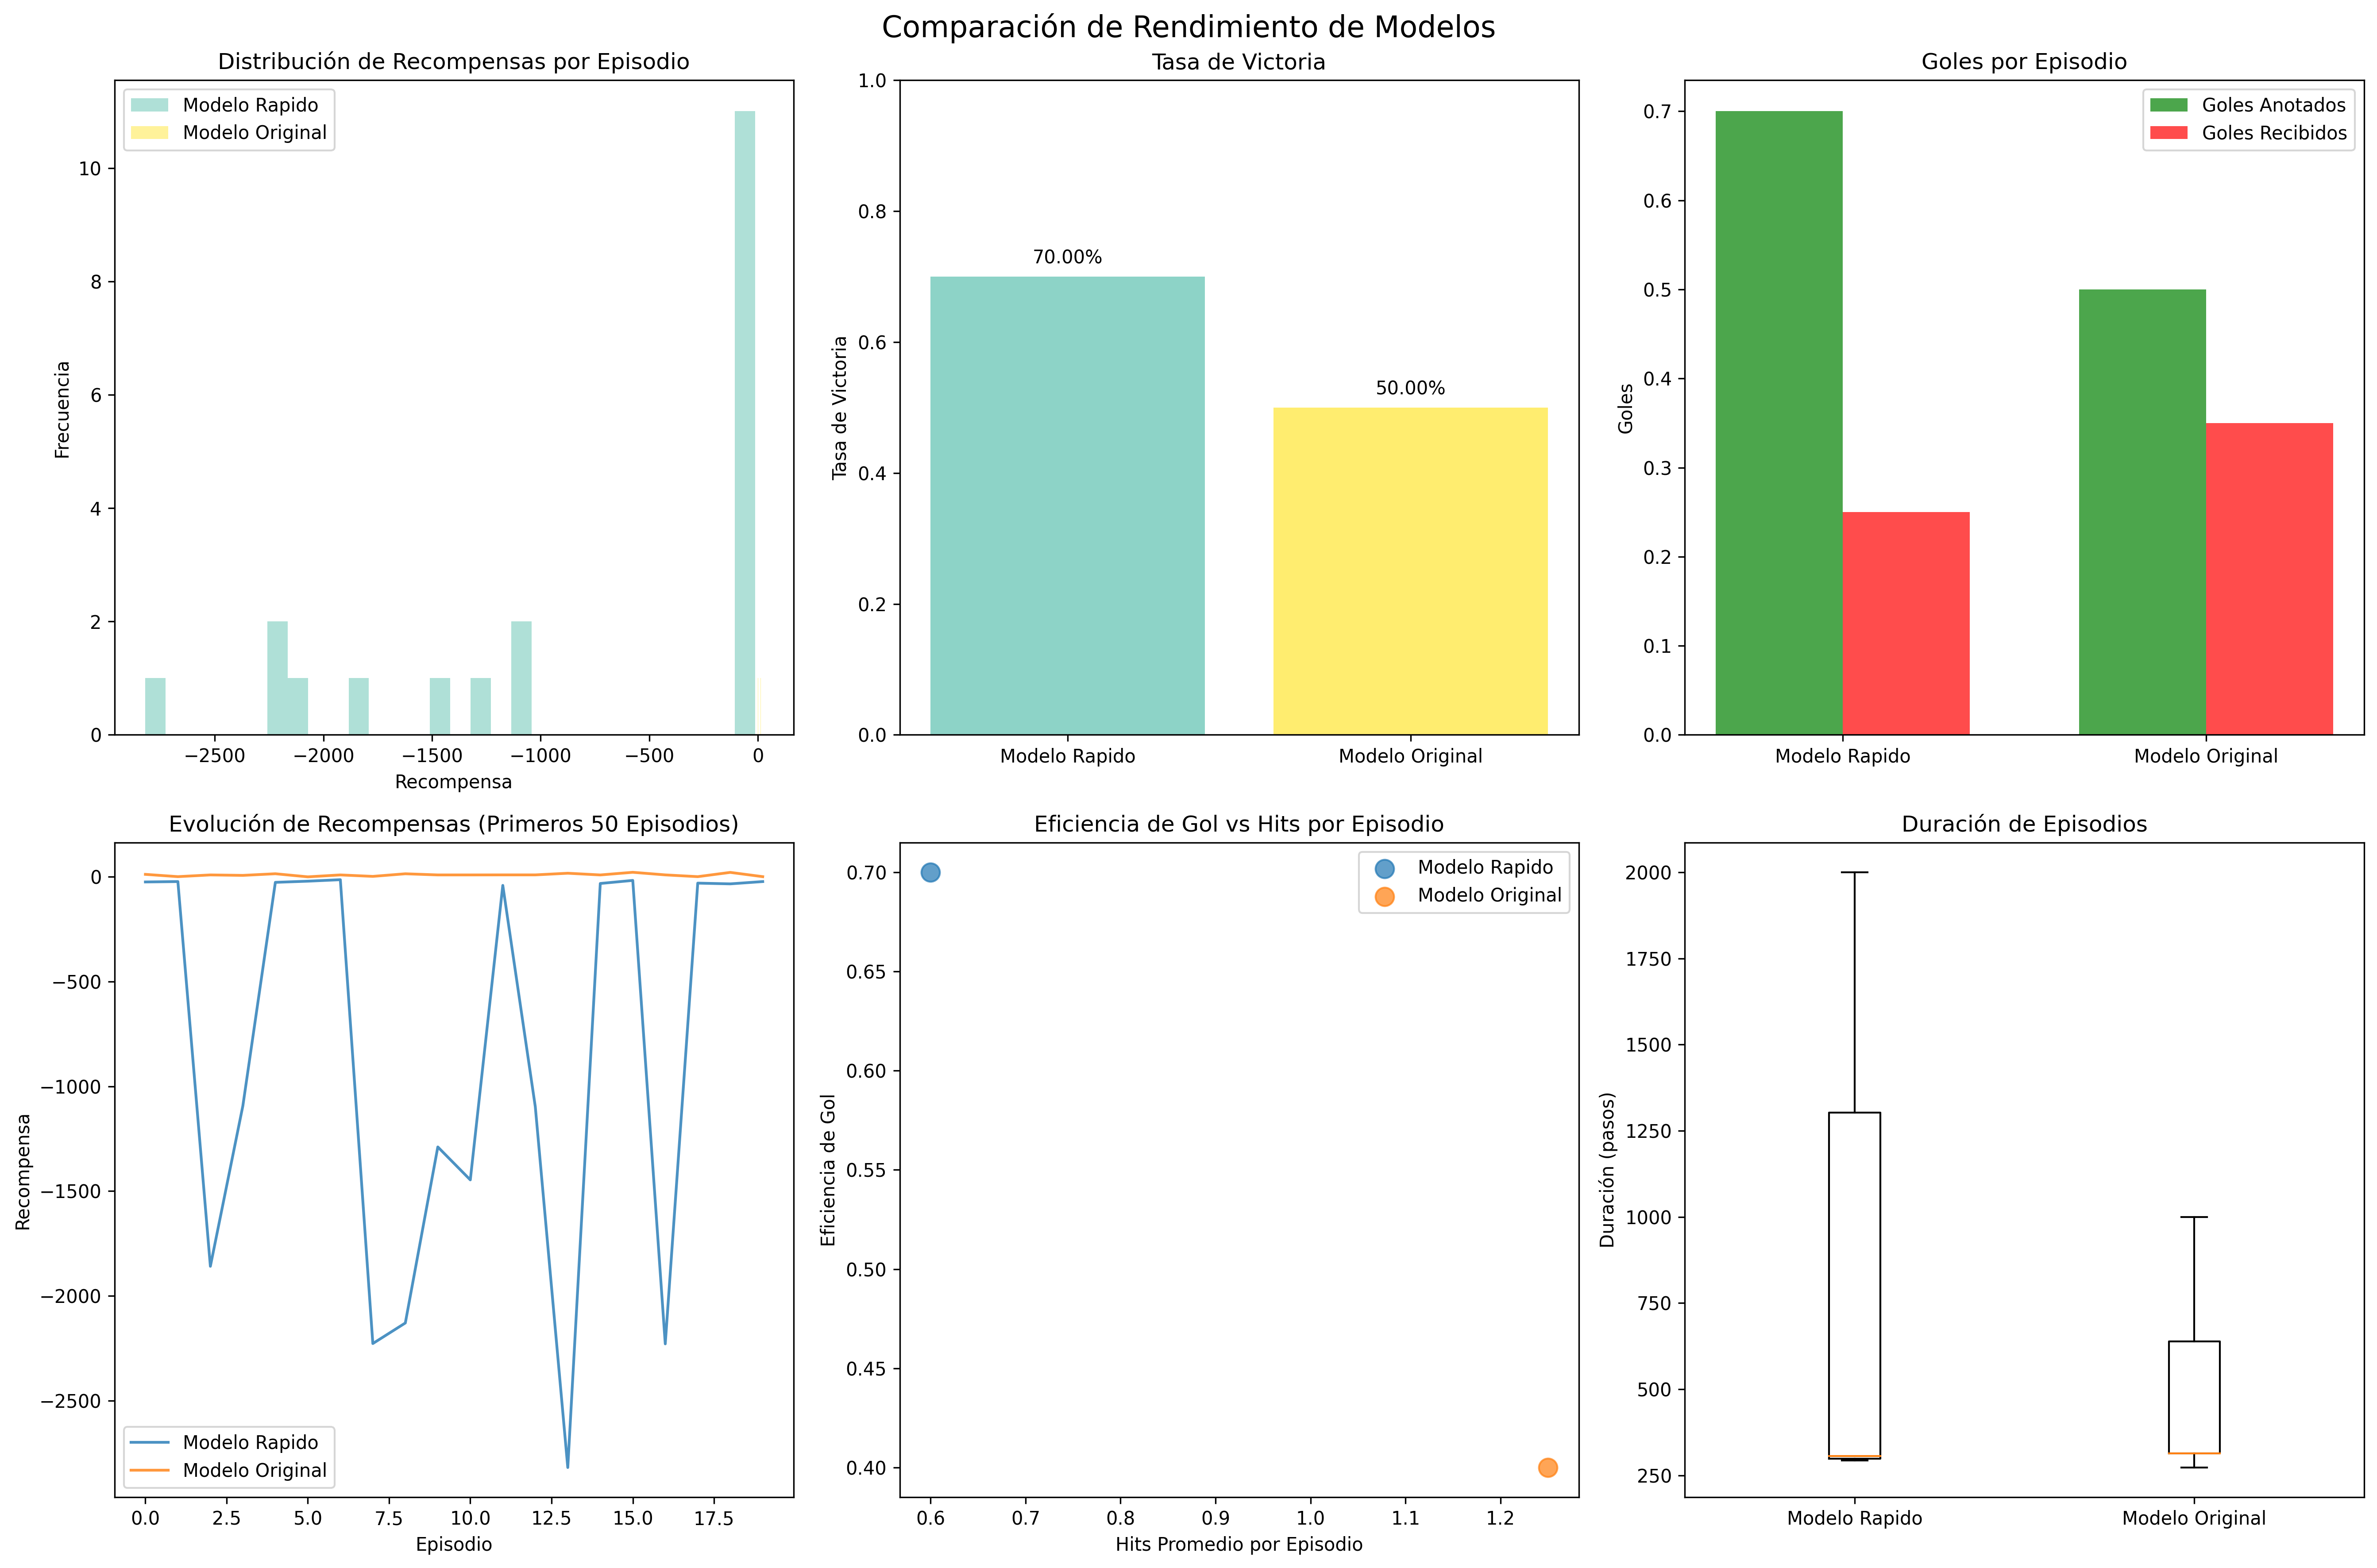 Comparación de Rendimiento de Modelos
Distribución de Recompensas por Episodio
Modelo Rapido
Modelo Original
10
8
6
4
2
0
Frecuencia
−2500
−2000
−1500
−1000
−500
0
Recompensa
Tasa de Victoria
1.0
0.8
0.6
0.4
0.2
0.0
Tasa de Victoria
70.00%
50.00%
Modelo Rapido
Modelo Original
Goles por Episodio
Goles Anotados
Goles Recibidos
0.7
0.6
0.5
0.4
0.3
0.2
0.1
0.0
Goles
Modelo Rapido
Modelo Original
Evolución de Recompensas (Primeros 50 Episodios)
0
−500
−1000
−1500
−2000
−2500
Recompensa
Modelo Rapido
Modelo Original
0.0
2.5
5.0
7.5
10.0
12.5
15.0
17.5
Episodio
Eficiencia de Gol vs Hits por Episodio
Modelo Rapido
Modelo Original
0.70
0.65
0.60
0.55
0.50
0.45
0.40
Eficiencia de Gol
0.6
0.7
0.8
0.9
1.0
1.1
1.2
Hits Promedio por Episodio
Duración de Episodios
2000
1750
1500
1250
1000
750
500
250
Duración (pasos)
Modelo Rapido
Modelo Original